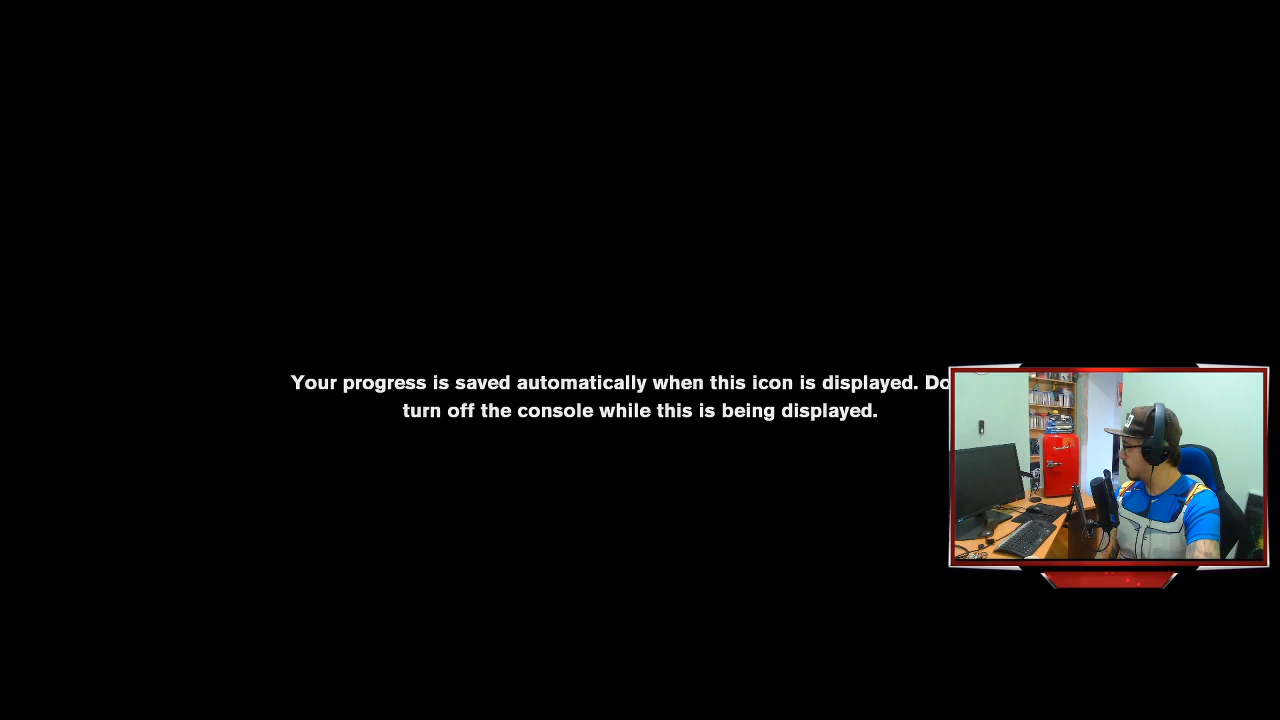 Your progress is saved automatically when this icon is displayed. Do
turn off the console while this is being displayed.